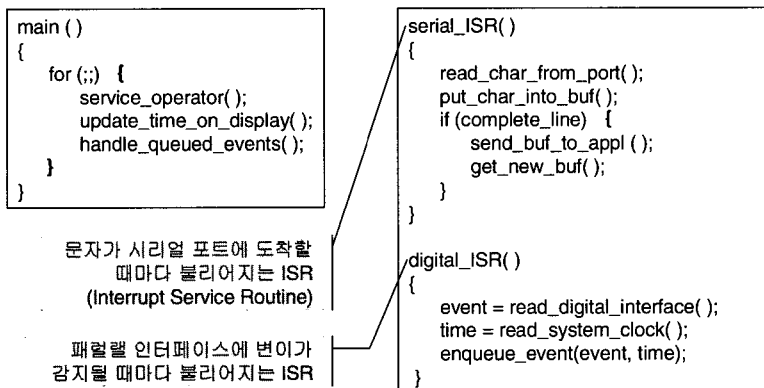 main ()
{
for (;;) {
service_operator( );
update_time_on_display( );
handle_queued_events( );
}
}
문자가 시리얼 포트에 도착할
때마다 불리어지는 ISR
(Interrupt Service Routine)
패럴랠 인터페이스에 변이가
감지될 때마다 불리어지는 ISR
serial_ISR( )
{
read_char_from_port( );
put_char_into_buf( );
if (complete_line) {
send_buf_to_appl ( );
get_new_buf( );
}
}
digital_ISR( )
{
event = read_digital_interface( );
time = read_system_clock( );
enqueue_event(event, time);
}